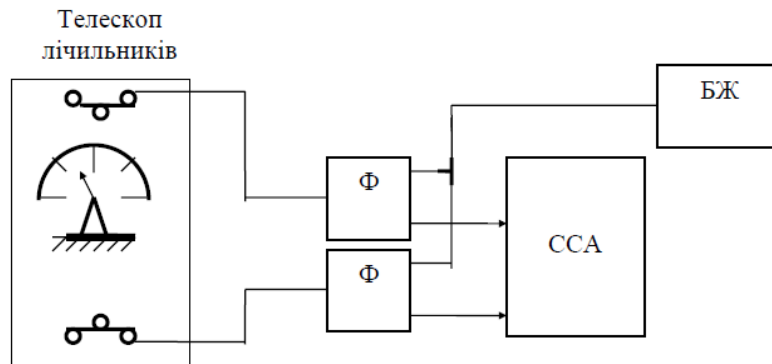 Телескоп
лічильників
БЖ
Ф
ССА
Ф